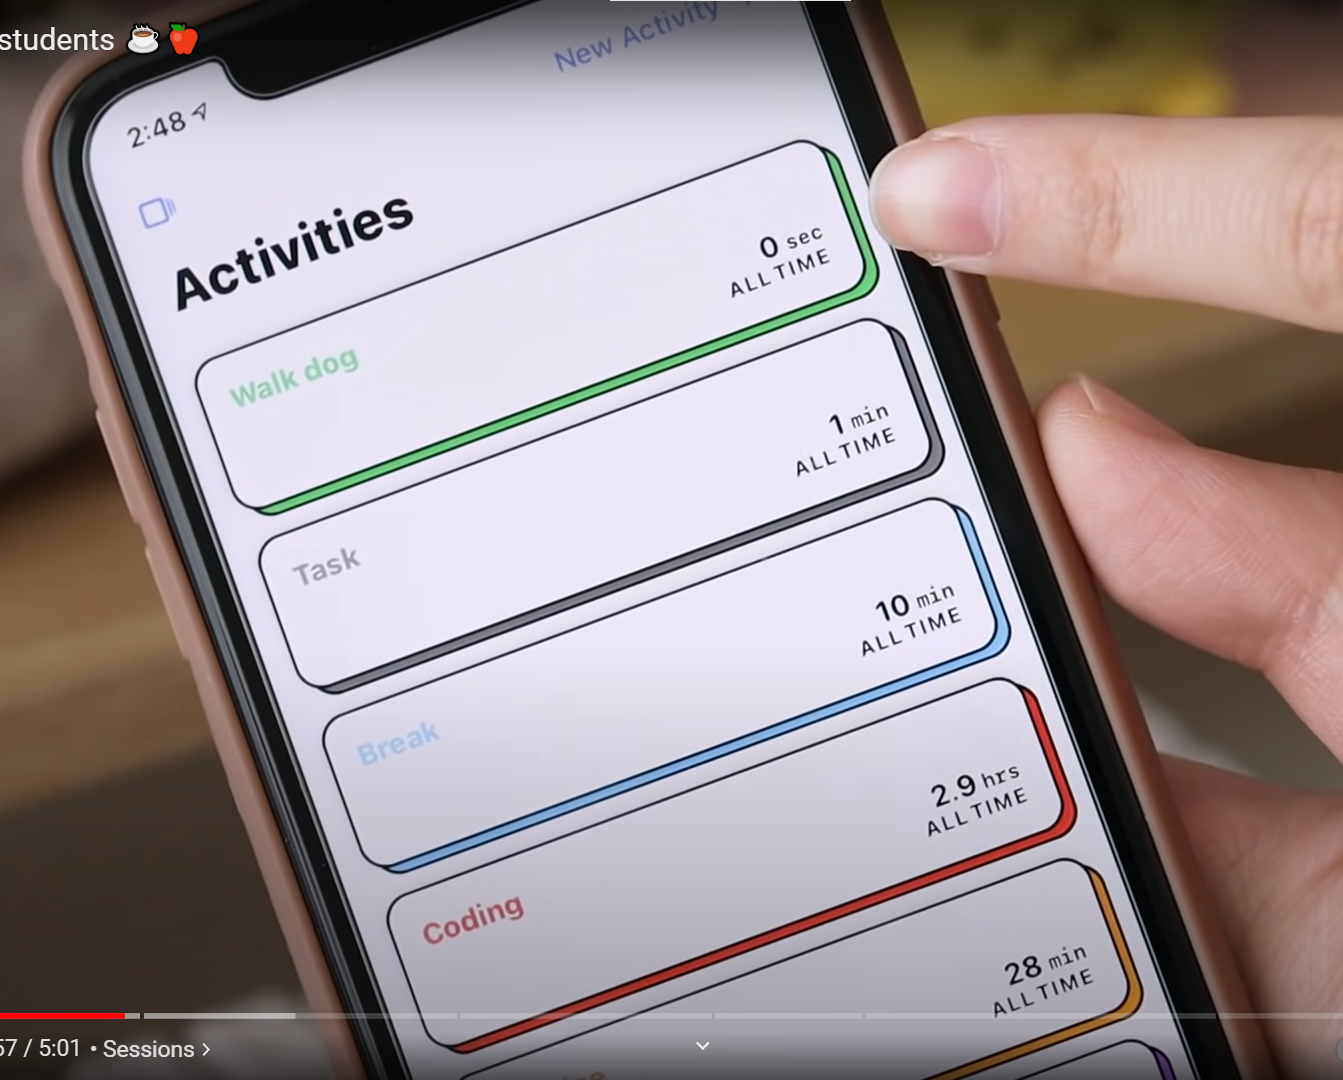 students ☕🍎
New Activity
2:48
Activities
0 sec
ALL TIME
Walk dog
1 min
ALL TIME
Task
10 min
ALL TIME
Break
2.9 hrs
ALL TIME
Coding
28 min
ALL TIME
57 / 5:01 • Sessions